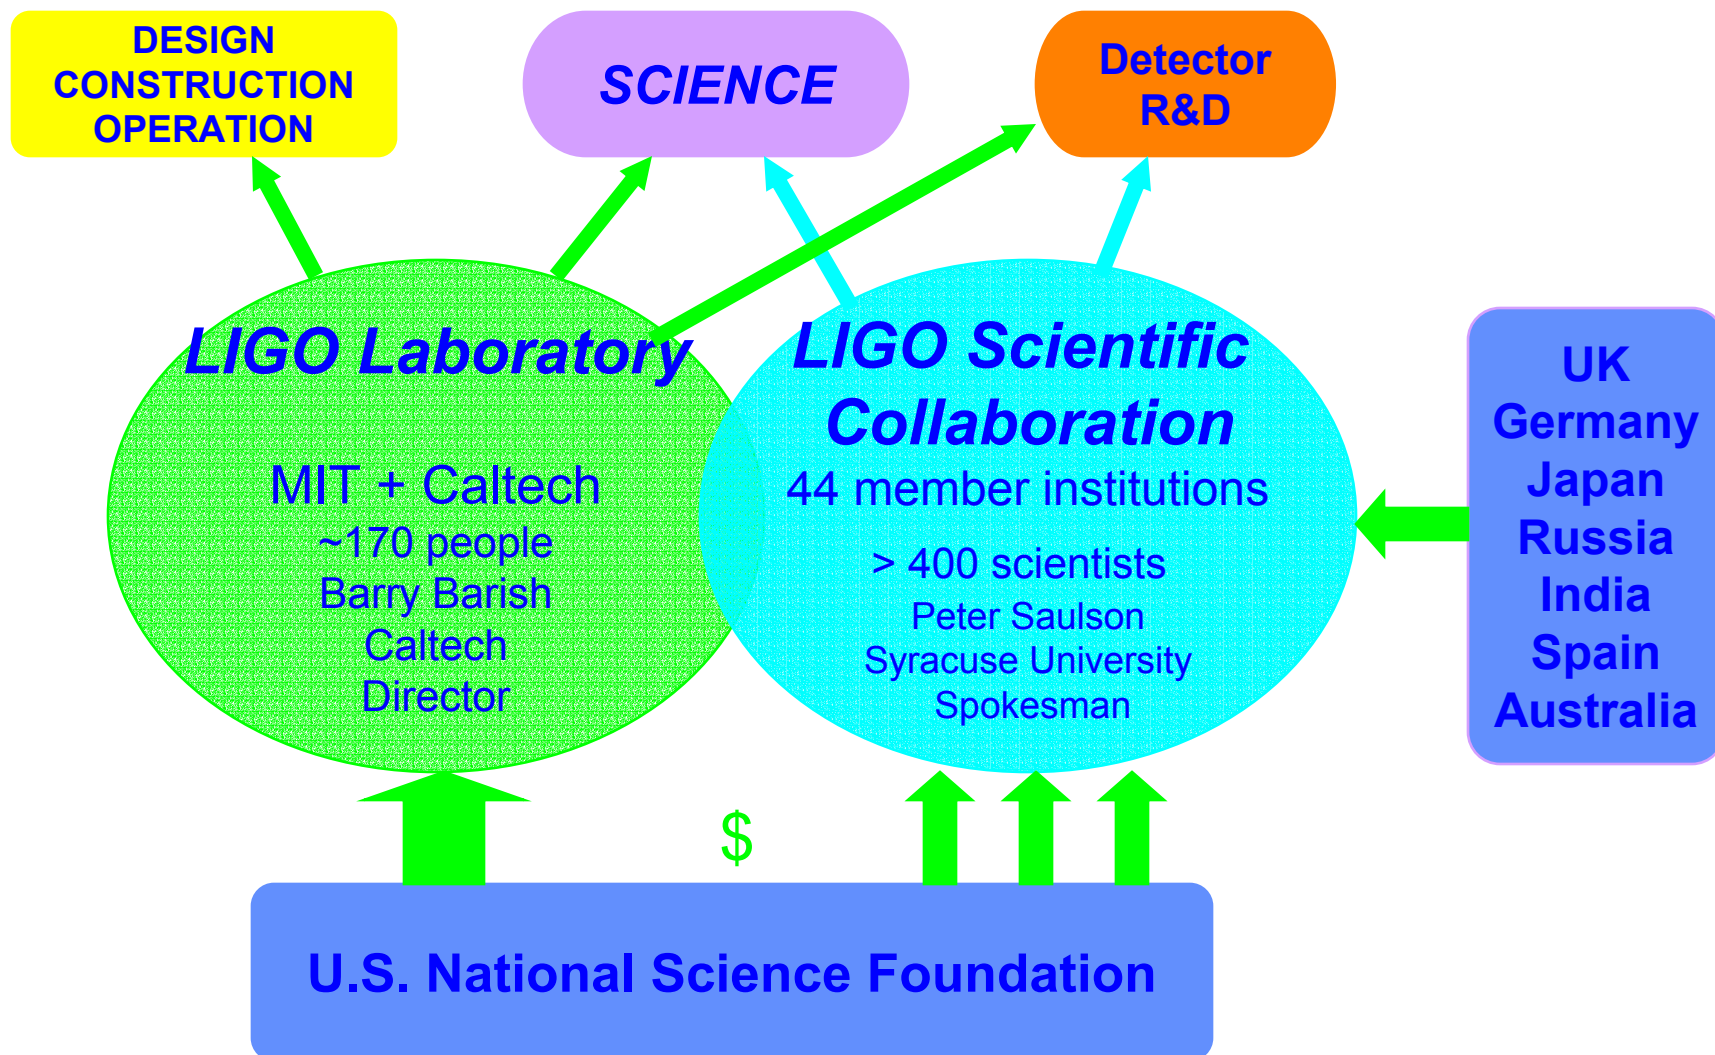 DESIGN
CONSTRUCTION
OPERATION
SCIENCE
Detector
R&D
LIGO Laboratory
MIT + Caltech
~170 people
Barry Barish
Caltech
Director
LIGO Scientific
Collaboration
44 member institutions
> 400 scientists
Peter Saulson
Syracuse University
Spokesman
UK
Germany
Japan
Russia
India
Spain
Australia
$
U.S. National Science Foundation